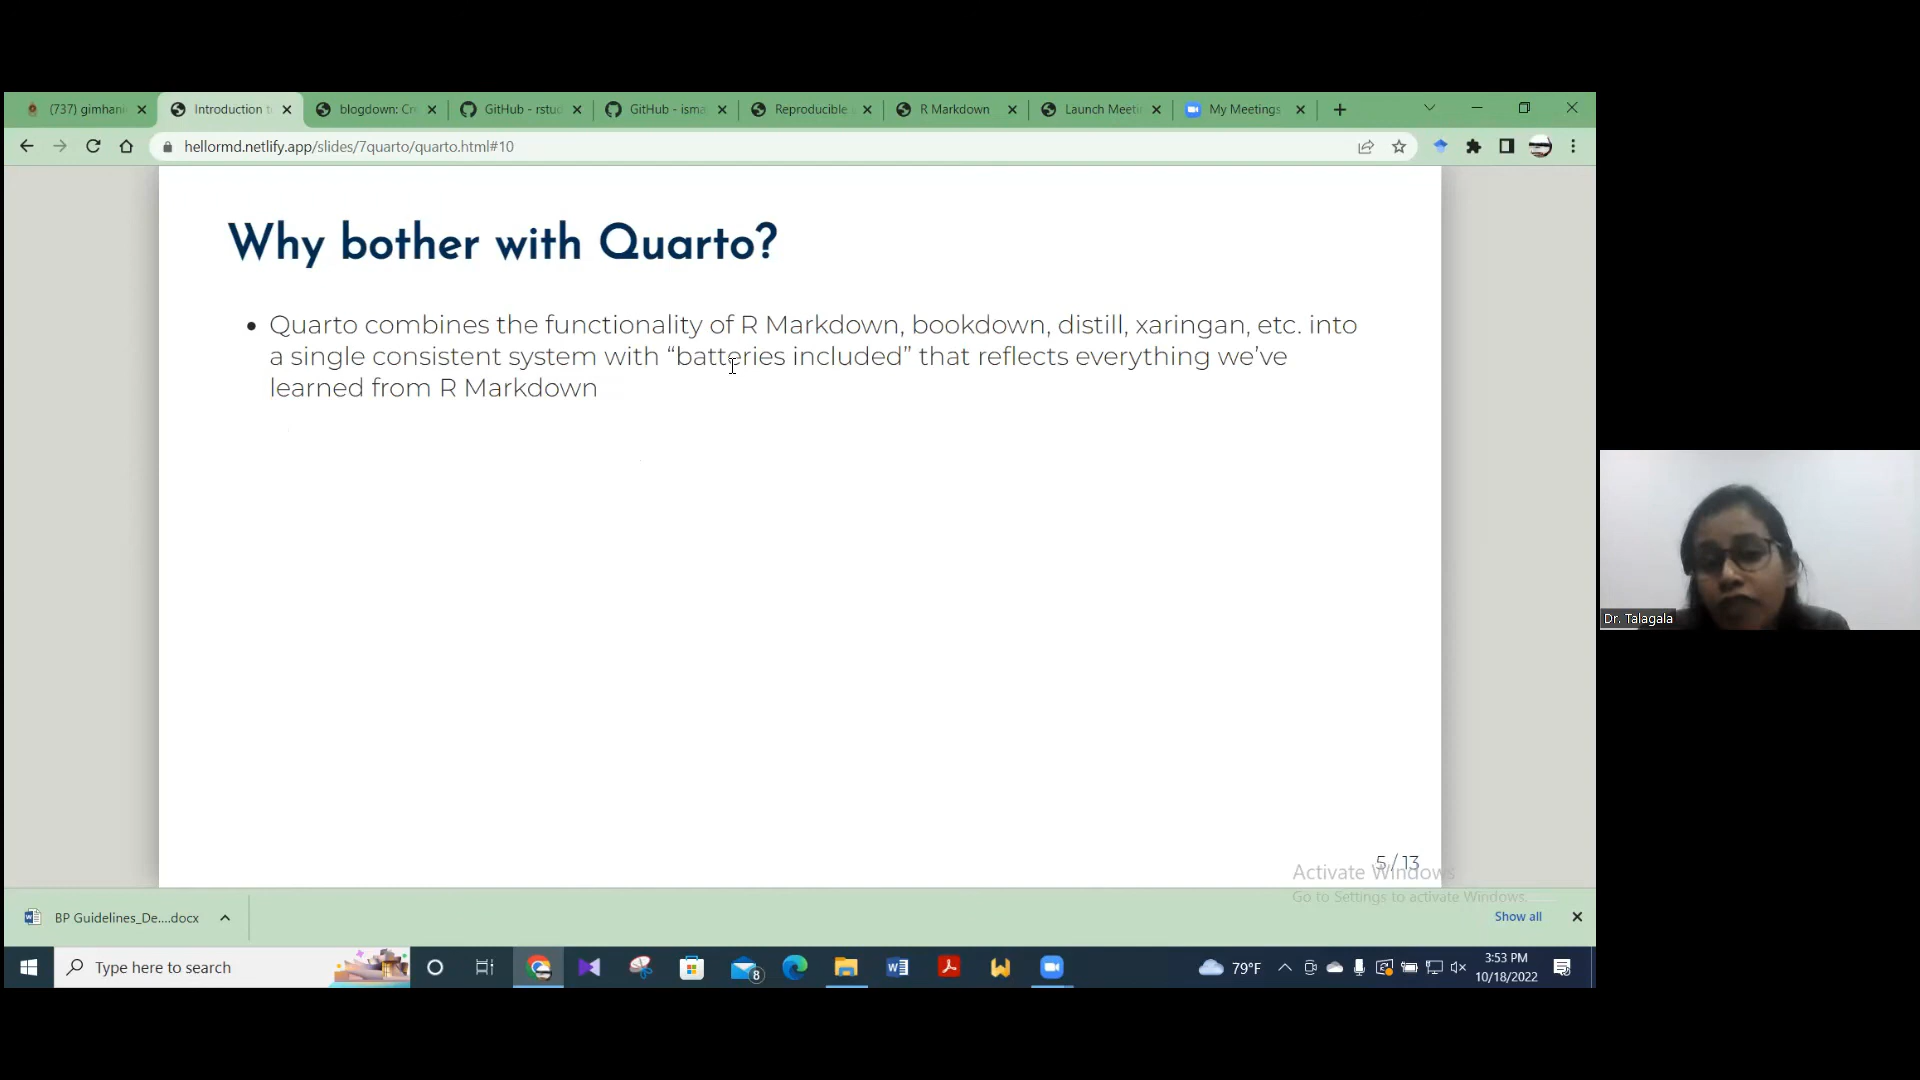 (737) gimhan
Introduction t
blogdown: Cr
GitHub - rstud
GitHub - isma
Reproducible
R Markdown
Launch Meeti
My Meetings
hellormd.netlify.app/slides/7quarto/quarto.html#10
Why bother with Quarto?
• Quarto combines the functionality of R Markdown, bookdown, distill, xaringan, etc. into
a single consistent system with “batteries included” that reflects everything we’ve
learned from R Markdown
Dr. Talagala
5 / 13
Activate Windows
Go to Settings to activate Windows.
BP Guidelines_De....docx
Show all
Type here to search
8
79°F
3:53 PM
10/18/2022